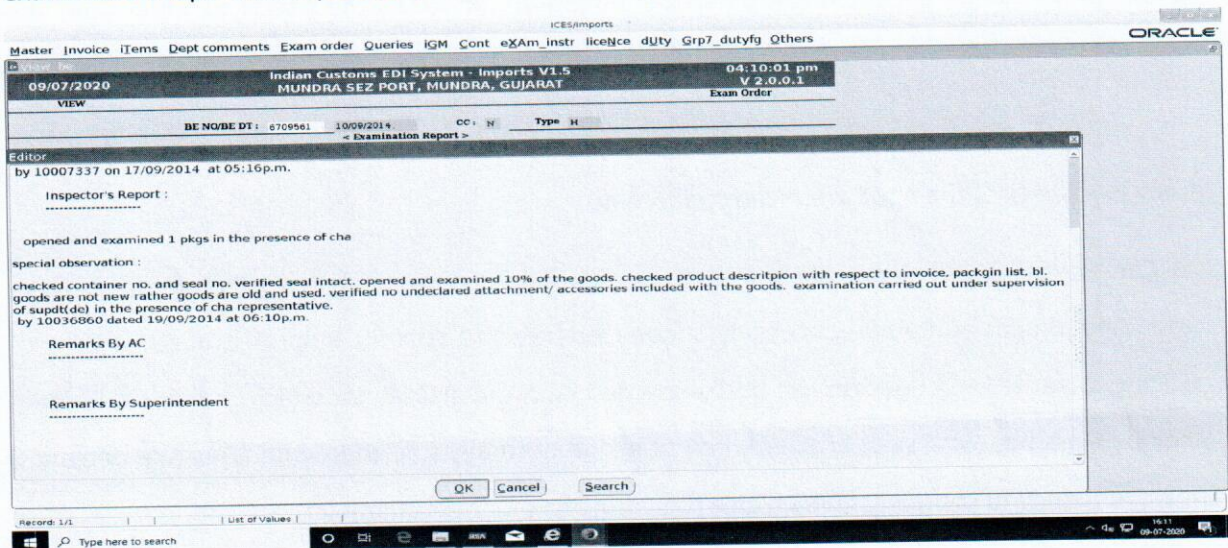 ICES/Imports
ORACLE
Master Invoice iTems Dept comments Exam order Queries iGM Cont eXAm_instr liceNce dUty Grp7_dutyfg Others
09/07/2020 Indian Customs EDI System - Imports V1.5 04:10:01 pm
MUNDRA SEZ PORT, MUNDRA, GUJARAT V 2.0.0.1
VIEW Exam Order
BE NO/BE DT : 6709561 10/09/2014 CC : N Type H
< Examination Report >
Editor
by 10007337 on 17/09/2014 at 05:16p.m.
Inspector's Report :
---------------------
opened and examined 1 pkgs in the presence of cha
special observation :
checked container no. and seal no. verified seal intact. opened and examined 10% of the goods. checked product descritpion with respect to invoice, packgin list, bl.
goods are not new rather goods are old and used. verified no undeclared attachment/ accessories included with the goods. examination carried out under supervision
of supdt(de) in the presence of cha representative.
by 10036860 dated 19/09/2014 at 06:10p.m.
Remarks By AC
---------------------
Remarks By Superintendent
---------------------
OK Cancel Search
Record: 1/1 List of Values
Type here to search
16:11
09-07-2020